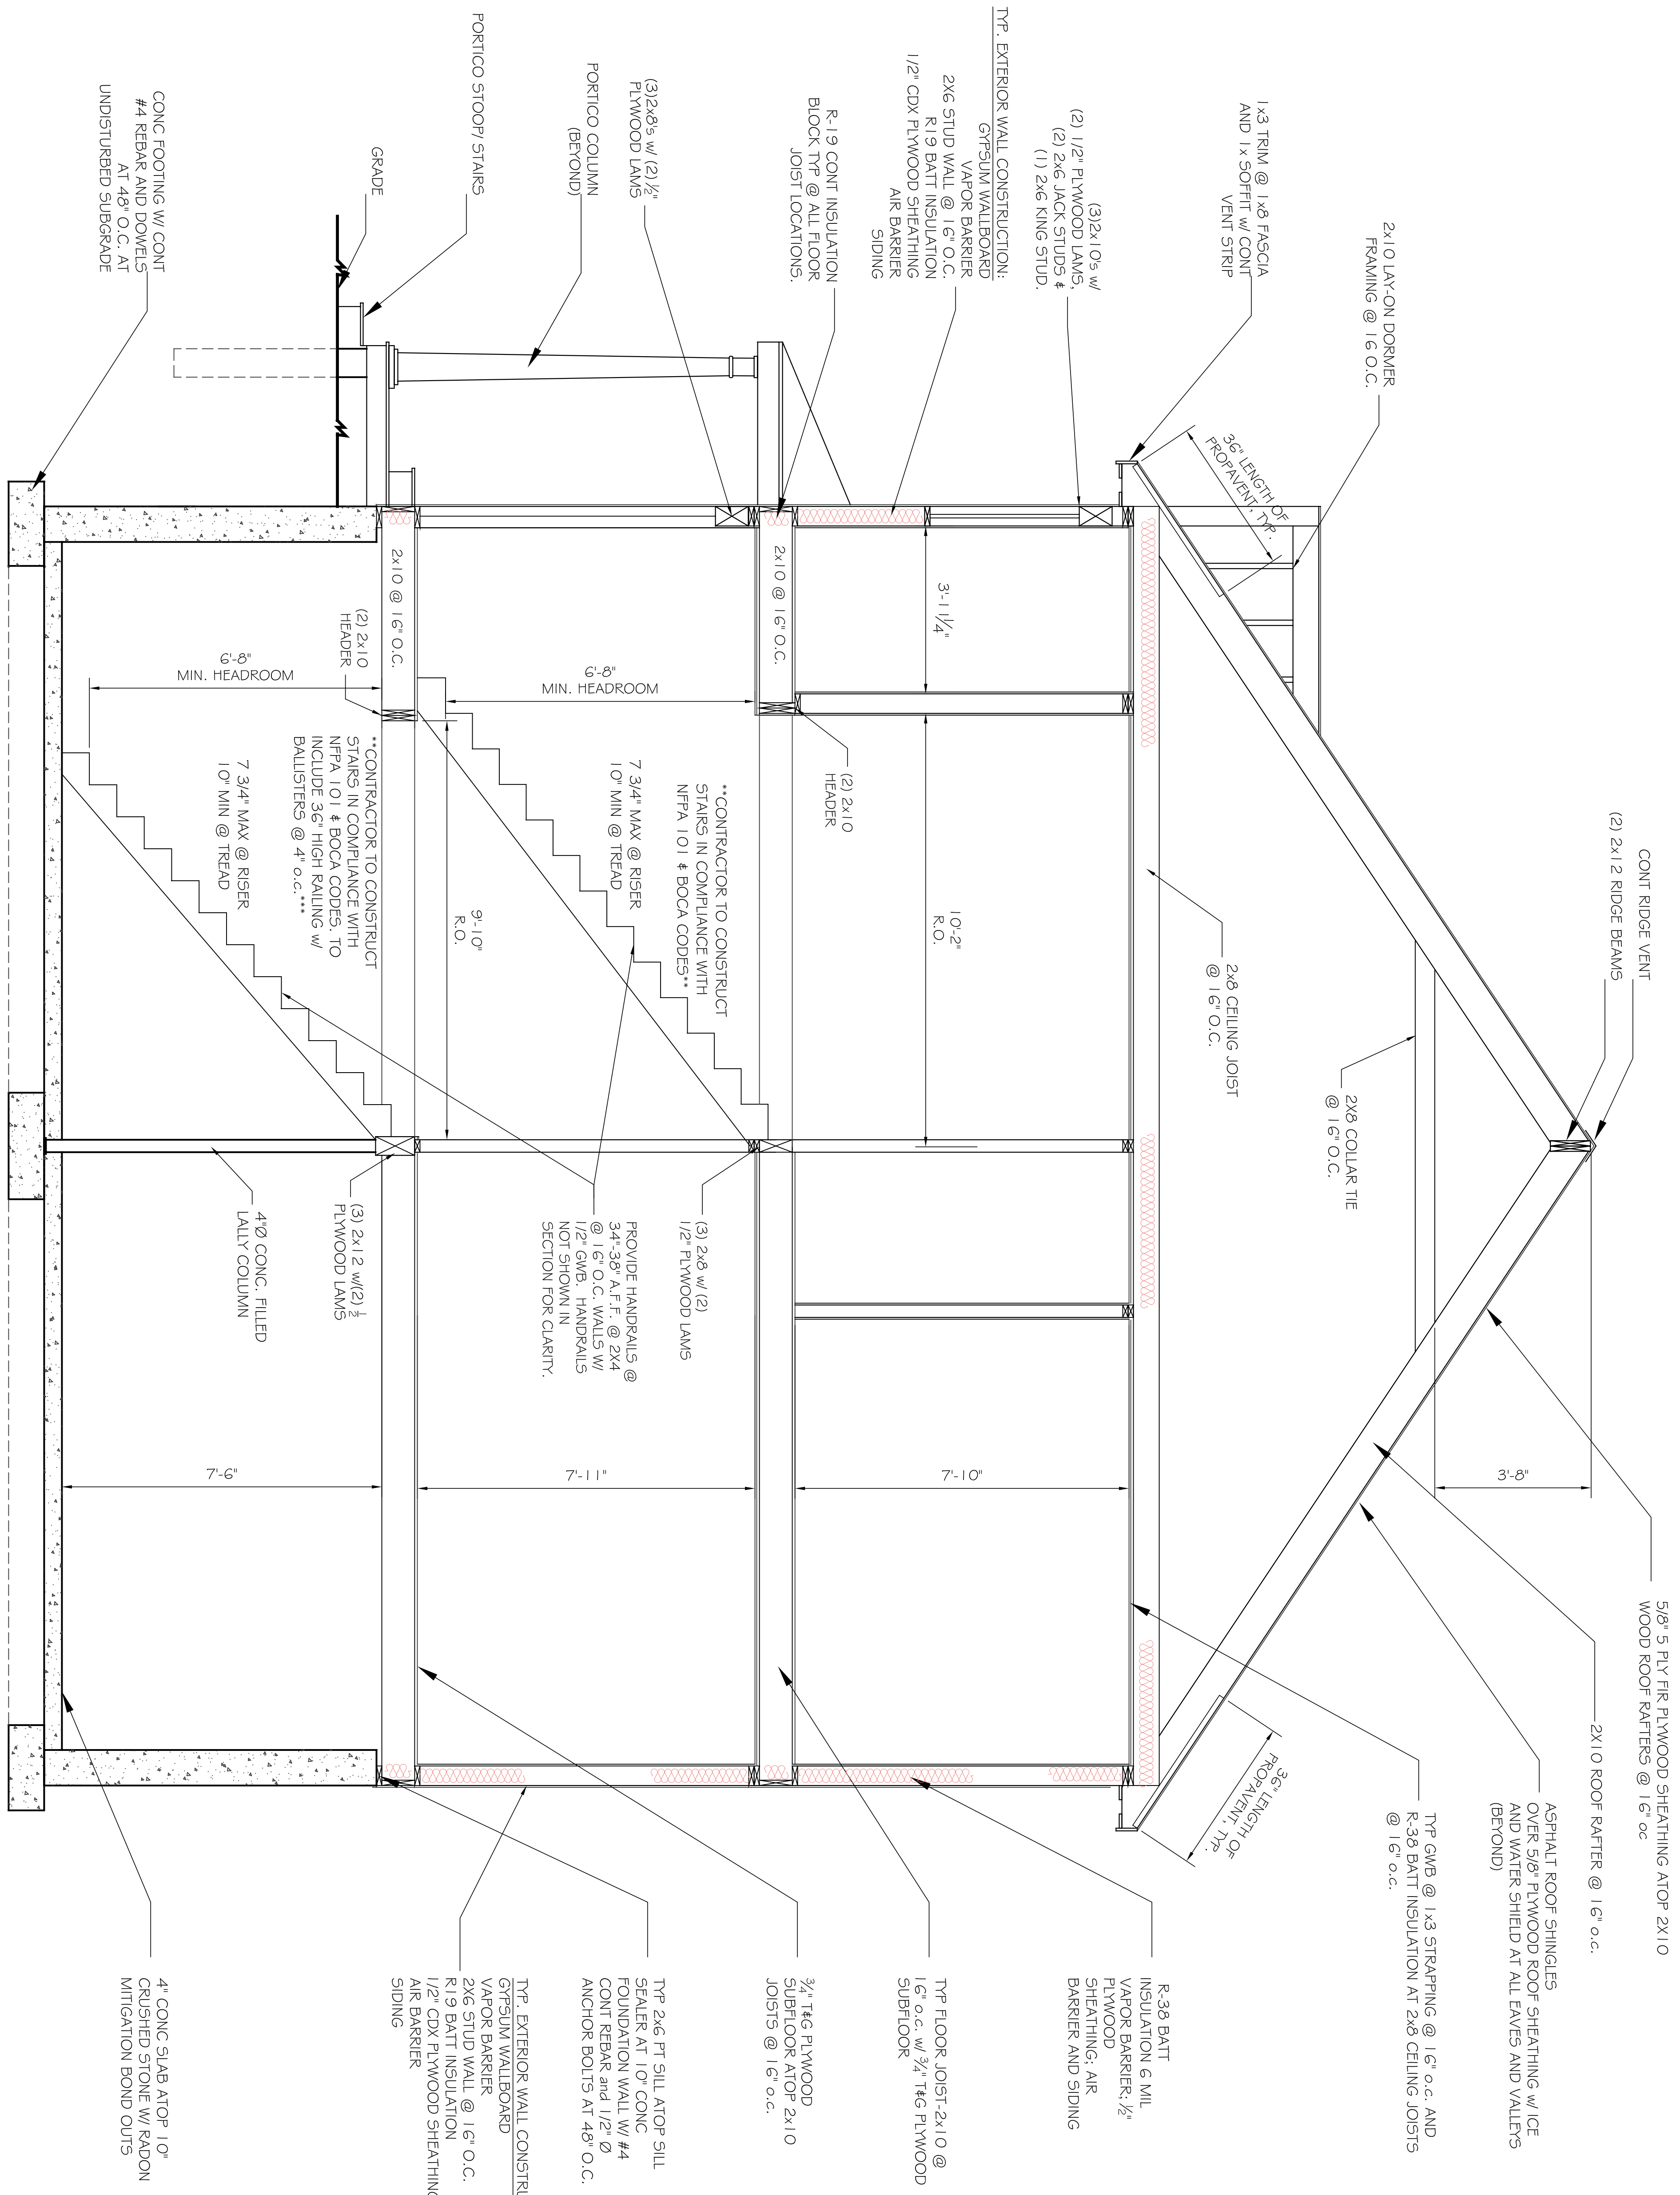 CONT RIDGE VENT
(2) 2x12 RIDGE BEAMS
5/8" 5 PLY FIR PLYWOOD SHEATHING ATOP 2X10
WOOD ROOF RAFTERS @ 16" oc
2X10 ROOF RAFTER @ 16" o.c.
ASPHALT ROOF SHINGLES
OVER 5/8" PLYWOOD ROOF SHEATHING w/ ICE
AND WATER SHIELD AT ALL EAVES AND VALLEYS
(BEYOND)
TYP GWB @ 1x3 STRAPPING @ 16" o.c. AND
R-38 BATT INSULATION AT 2x8 CEILING JOISTS
@ 16" o.c.
2x10 LAY-ON DORMER
FRAMING @ 16 O.C.
1x3 TRIM @ 1x8 FASCIA
AND 1x SOFFIT w/ CONT
VENT STRIP
36" LENGTH OF
PROPAVENT, TYP.
2X8 COLLAR TIE
@ 16" O.C.
3'-8"
36" LENGTH OF
PROPAVENT, TYP.
2x8 CEILING JOIST
@ 16" O.C.
(3)2x10's w/
(2) 1/2" PLYWOOD LAMS,
(2) 2x6 JACK STUDS &
(1) 2x6 KING STUD.
TYP. EXTERIOR WALL CONSTRUCTION:
GYPSUM WALLBOARD
VAPOR BARRIER
2X6 STUD WALL @ 16" O.C.
R19 BATT INSULATION
1/2" CDX PLYWOOD SHEATHING
AIR BARRIER
SIDING
R-19 CONT INSULATION
BLOCK TYP @ ALL FLOOR
JOIST LOCATIONS.
3'-11¼"
10'-2"
R.O.
7'-10"
(2) 2x10
HEADER
2x10 @ 16" O.C.
R-38 BATT
INSULATION 6 MIL
VAPOR BARRIER; ½"
PLYWOOD
SHEATHING; AIR
BARRIER AND SIDING
TYP FLOOR JOIST-2x10 @
16" o.c. w/ ¾" T&G PLYWOOD
SUBFLOOR
(3)2x8's w/ (2) ½"
PLYWOOD LAMS
PORTICO COLUMN
(BEYOND)
6'-8"
MIN. HEADROOM
**CONTRACTOR TO CONSTRUCT
STAIRS IN COMPLIANCE WITH
NFPA 101 & BOCA CODES**
7 3/4" MAX @ RISER
10" MIN @ TREAD
(3) 2x8 w/ (2)
1/2" PLYWOOD LAMS
PROVIDE HANDRAILS @
34"-38" A.F.F. @ 2X4
@ 16" O.C. WALLS W/
1/2" GWB. HANDRAILS
NOT SHOWN IN
SECTION FOR CLARITY.
7'-11"
¾" T&G PLYWOOD
SUBFLOOR ATOP 2x10
JOISTS @ 16" o.c.
PORTICO STOOP/ STAIRS
GRADE
2x10 @ 16" O.C.
(2) 2x10
HEADER
9'-10"
R.O.
6'-8"
MIN. HEADROOM
**CONTRACTOR TO CONSTRUCT
STAIRS IN COMPLIANCE WITH
NFPA 101 & BOCA CODES. TO
INCLUDE 36" HIGH RAILING w/
BALLISTERS @ 4" o.c.***
7 3/4" MAX @ RISER
10" MIN @ TREAD
(3) 2x12 w/(2) ½
PLYWOOD LAMS
4"Ø CONC. FILLED
LALLY COLUMN
7'-6"
TYP 2x6 PT SILL ATOP SILL
SEALER AT 10" CONC
FOUNDATION WALL W/ #4
CONT REBAR and 1/2" Ø
ANCHOR BOLTS AT 48" O.C.
TYP. EXTERIOR WALL CONSTRU
GYPSUM WALLBOARD
VAPOR BARRIER
2X6 STUD WALL @ 16" O.C.
R19 BATT INSULATION
1/2" CDX PLYWOOD SHEATHING
AIR BARRIER
SIDING
CONC FOOTING W/ CONT
#4 REBAR AND DOWELS
AT 48" O.C. AT
UNDISTURBED SUBGRADE
4" CONC SLAB ATOP 10"
CRUSHED STONE W/ RADON
MITIGATION BOND OUTS